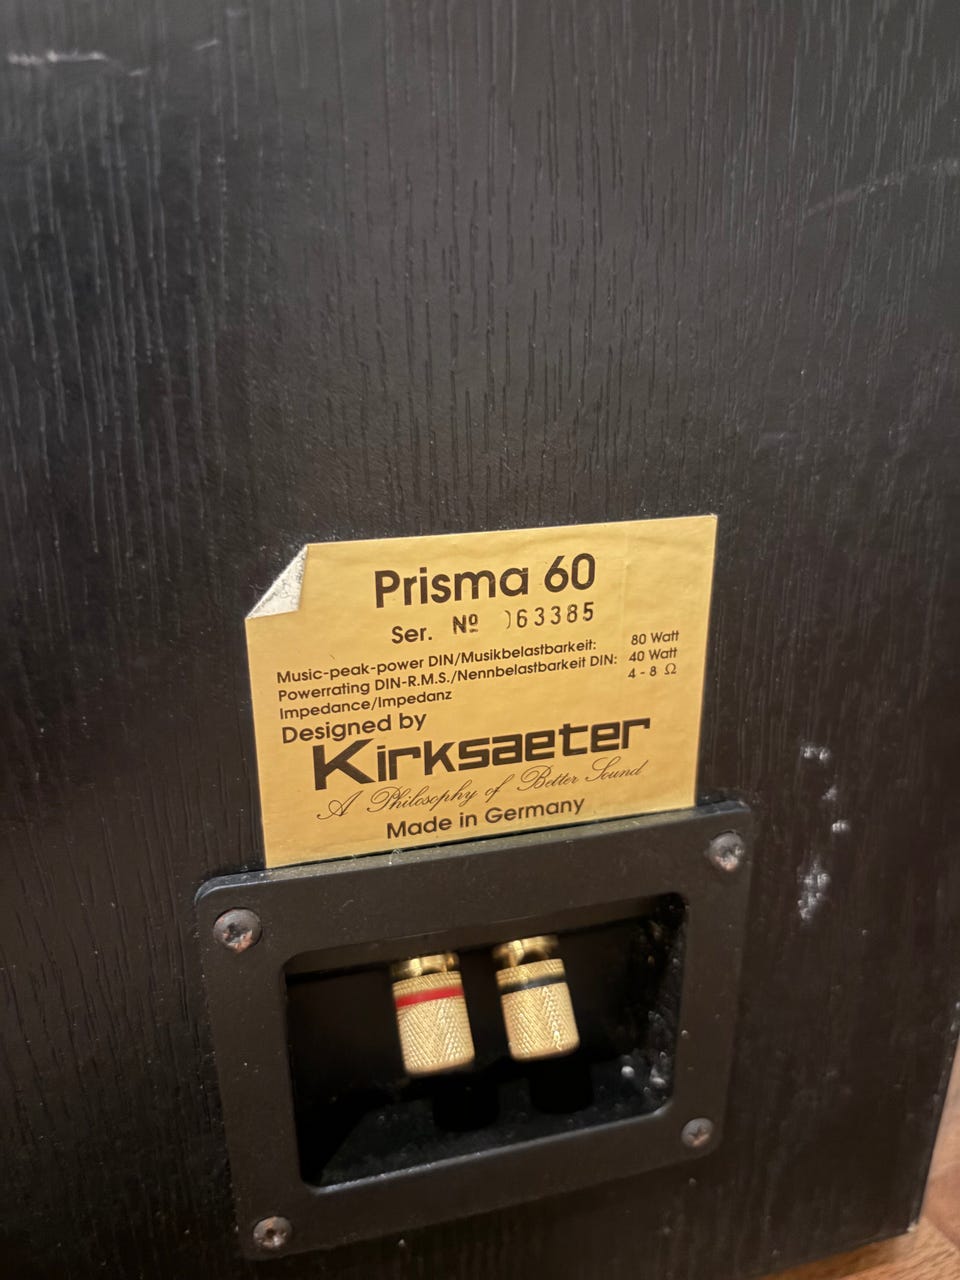 Prisma 60
Ser. Nº 63385
Music-peak-power DIN/Musikbelastbarkeit: 80 Watt
Powerrating DIN-R.M.S./Nennbelastbarkeit DIN: 40 Watt
Impedance/Impedanz 4 - 8 Ω
Designed by
Kirksaeter
A Philosophy of Better Sound
Made in Germany